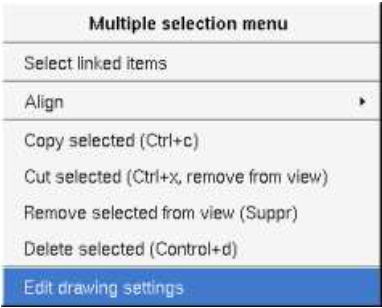 Multiple selection menu
Select linked items
Align
Copy selected (Ctrl+c)
Cut selected (Ctrl+x, remove from view)
Remove selected from view (Suppr)
Delete selected (Control+d)
Edit drawing settings